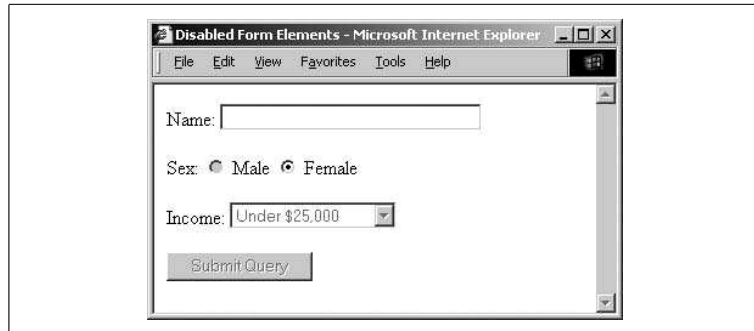 Disabled Form Elements - Microsoft Internet Explorer
File Edit View Favorites Tools Help
Name:
Sex: Male Female
Income: Under $25,000
Submit Query